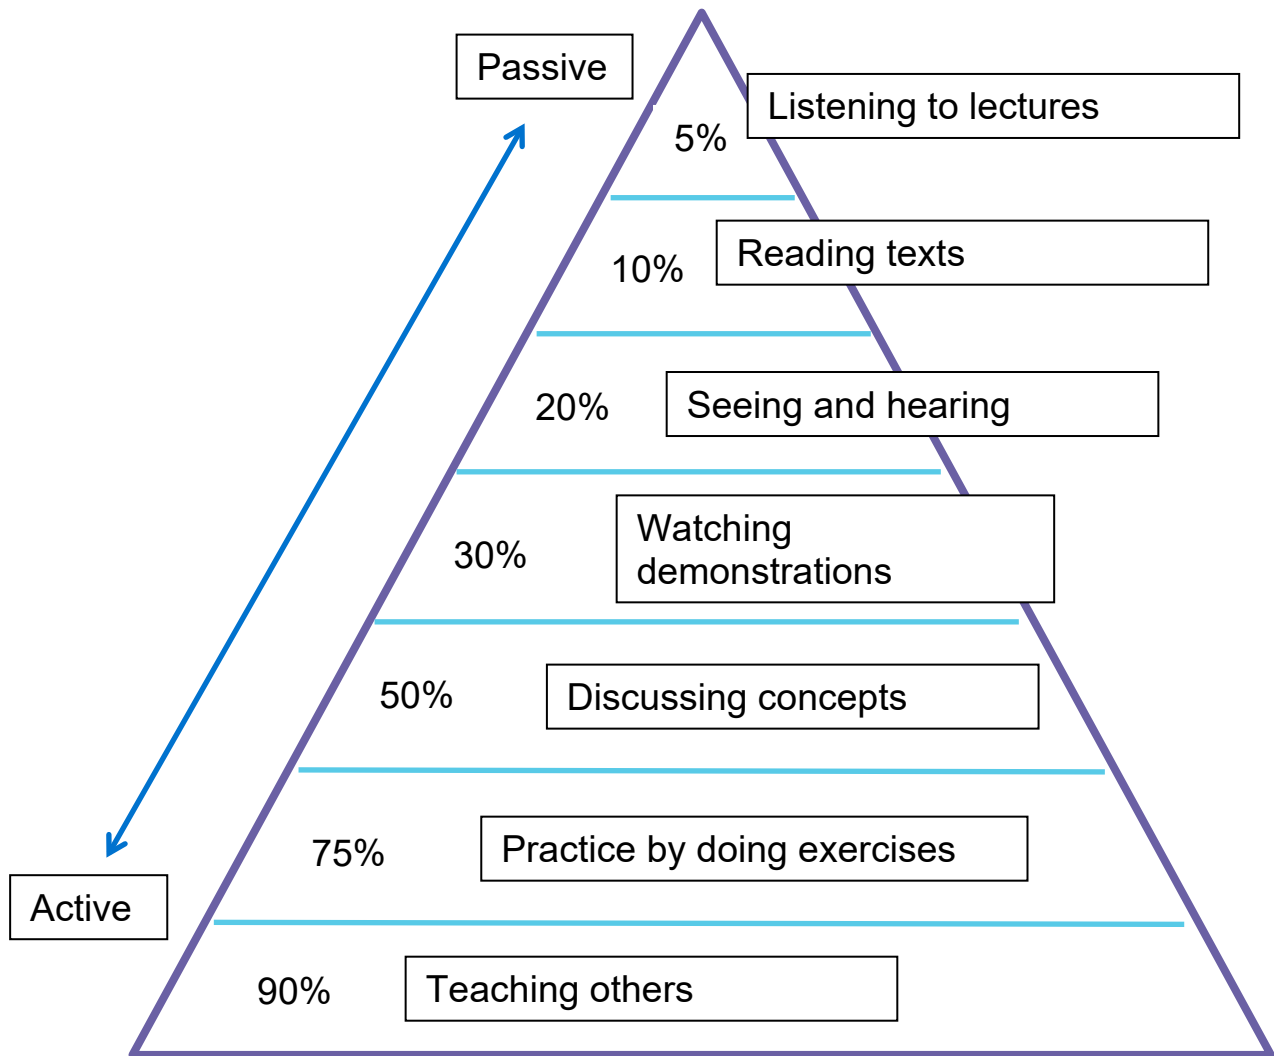 Passive
5%
Listening to lectures
10%
Reading texts
20%
Seeing and hearing
30%
Watching
demonstrations
50%
Discussing concepts
75%
Practice by doing exercises
Active
90%
Teaching others